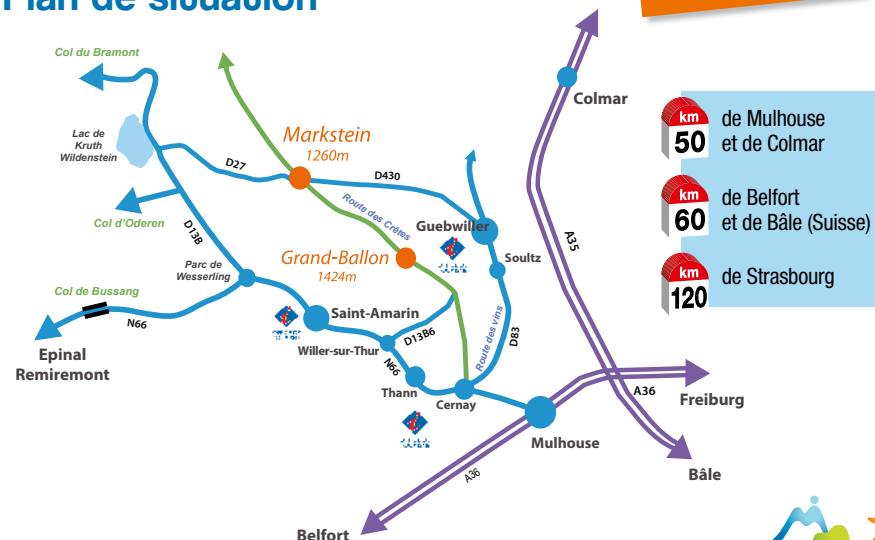 Plan de situation
Col du Bramont
Colmar
km
50
de Mulhouse
et de Colmar
Lac de
Kruth
Wildenstein
Markstein
1260m
D27
D430
km
60
de Belfort
et de Bâle (Suisse)
Route des Crêtes
Col d'Oderen
D13B
Guebwiller
A35
Grand-Ballon
1424m
Soultz
Parc de
Wesserling
km
120
de Strasbourg
Col de Bussang
N66
Saint-Amarin
D13B6
Route des vins
D83
Epinal
Remiremont
Willer-sur-Thur
N66
Thann
Cernay
A36
Freiburg
Mulhouse
A36
Bâle
Belfort